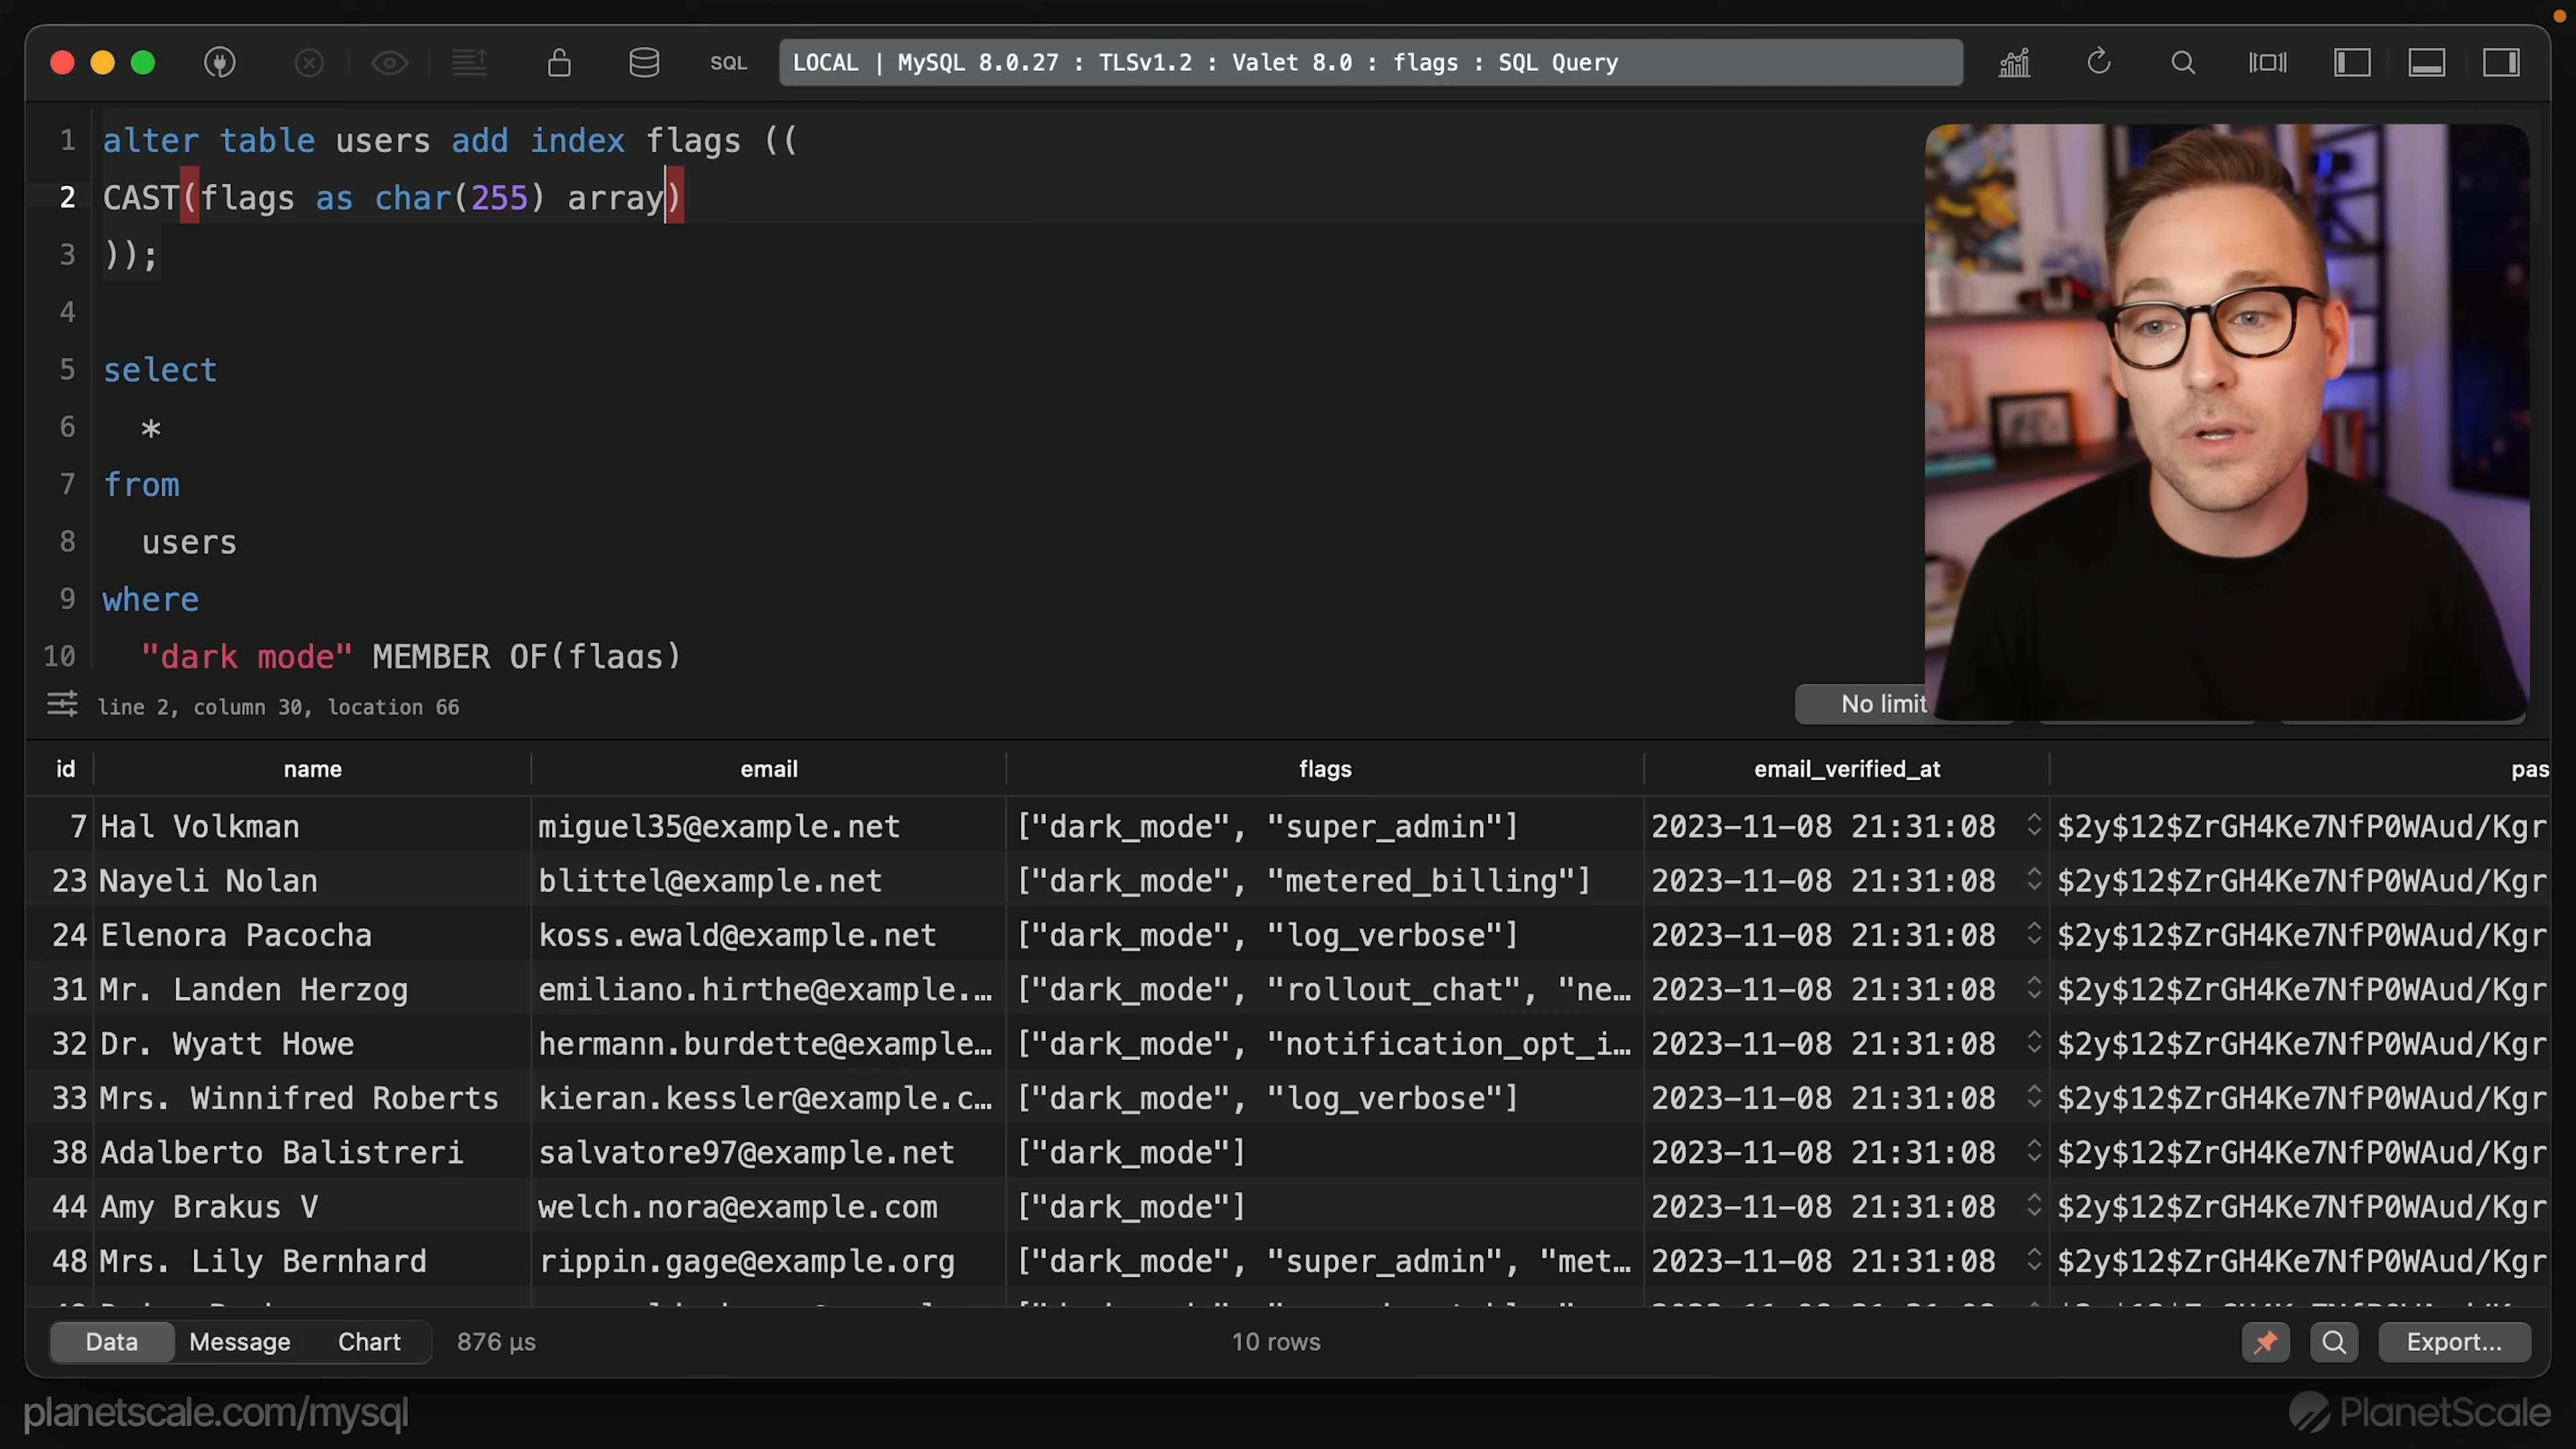 SQL
LOCAL | MySQL 8.0.27 : TLSv1.2 : Valet 8.0 : flags : SQL Query
1 alter table users add index flags ((
2 CAST(flags as char(255) array)
3 ));
4
5 select
6 *
7 from
8 users
9 where
10 "dark_mode" MEMBER OF(flags)
line 2, column 30, location 66
No limit
id name email flags email_verified_at pas
7 Hal Volkman miguel35@example.net ["dark_mode", "super_admin"] 2023-11-08 21:31:08 $2y$12$ZrGH4Ke7NfP0WAud/Kgr
23 Nayeli Nolan blittel@example.net ["dark_mode", "metered_billing"] 2023-11-08 21:31:08 $2y$12$ZrGH4Ke7NfP0WAud/Kgr
24 Elenora Pacocha koss.ewald@example.net ["dark_mode", "log_verbose"] 2023-11-08 21:31:08 $2y$12$ZrGH4Ke7NfP0WAud/Kgr
31 Mr. Landen Herzog emiliano.hirthe@example.… ["dark_mode", "rollout_chat", "ne… 2023-11-08 21:31:08 $2y$12$ZrGH4Ke7NfP0WAud/Kgr
32 Dr. Wyatt Howe hermann.burdette@example… ["dark_mode", "notification_opt_i… 2023-11-08 21:31:08 $2y$12$ZrGH4Ke7NfP0WAud/Kgr
33 Mrs. Winnifred Roberts kieran.kessler@example.c… ["dark_mode", "log_verbose"] 2023-11-08 21:31:08 $2y$12$ZrGH4Ke7NfP0WAud/Kgr
38 Adalberto Balistreri salvatore97@example.net ["dark_mode"] 2023-11-08 21:31:08 $2y$12$ZrGH4Ke7NfP0WAud/Kgr
44 Amy Brakus V welch.nora@example.com ["dark_mode"] 2023-11-08 21:31:08 $2y$12$ZrGH4Ke7NfP0WAud/Kgr
48 Mrs. Lily Bernhard rippin.gage@example.org ["dark_mode", "super_admin", "met… 2023-11-08 21:31:08 $2y$12$ZrGH4Ke7NfP0WAud/Kgr
Data Message Chart 876 µs 10 rows Export...
planetscale.com/mysql
PlanetScale